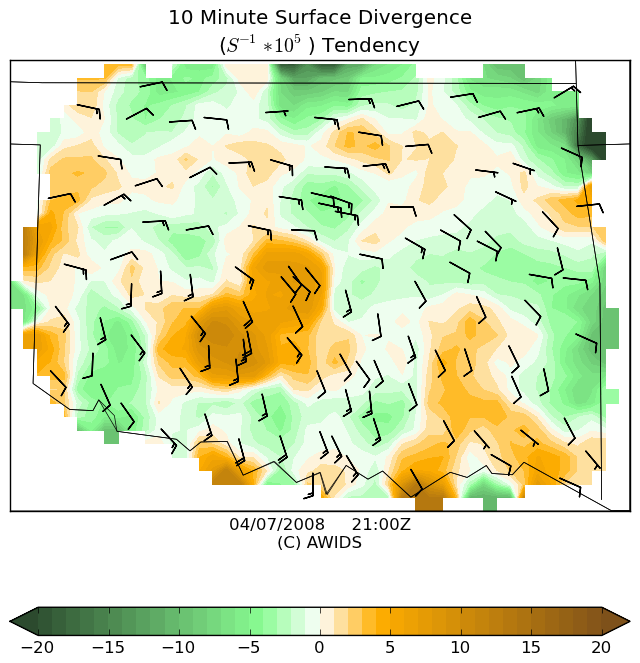 10 Minute Surface Divergence
(S⁻¹ ∗10⁵ ) Tendency
04/07/2008 21:00Z
(C) AWIDS
−20 −15 −10 −5 0 5 10 15 20